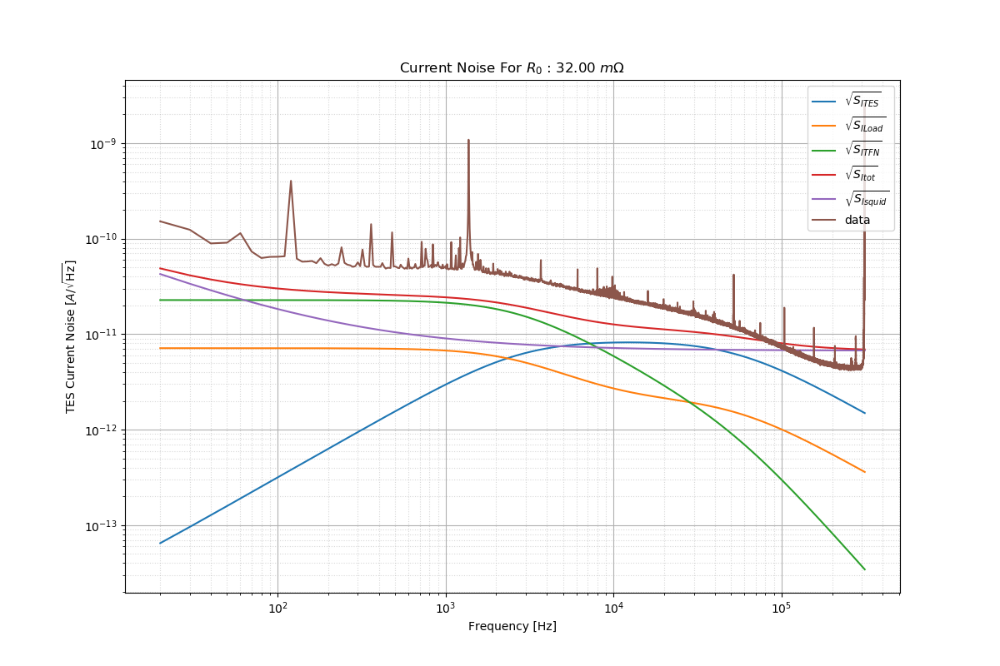 Current Noise For $R_0$ : 32.00 $m\Omega$
TES Current Noise $[A/\sqrt{\mathrm{Hz}}]$
$10^{-9}$
$10^{-10}$
$10^{-11}$
$10^{-12}$
$10^{-13}$
$\sqrt{S_{ITES}}$
$\sqrt{S_{ILoad}}$
$\sqrt{S_{ITFN}}$
$\sqrt{S_{Itot}}$
$\sqrt{S_{Isquid}}$
data
$10^2$
$10^3$
$10^4$
$10^5$
Frequency [Hz]